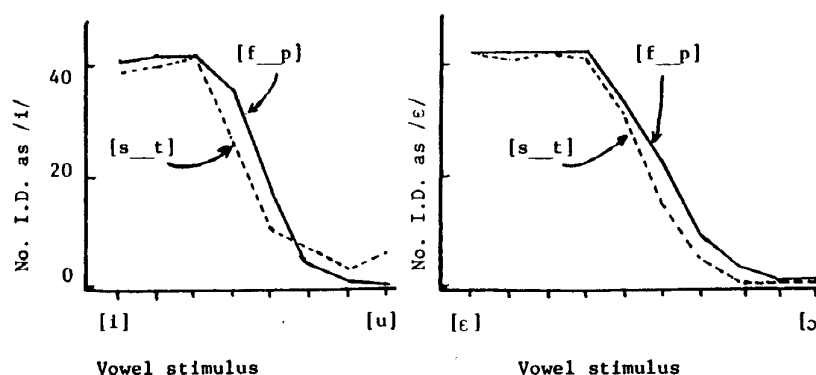 No. I.D. as /i/
40
20
0
[f__p]
[s__t]
[i]
[u]
Vowel stimulus
No. I.D. as /ɛ/
[f__p]
[s__t]
[ɛ]
[ɔ
Vowel stimulus